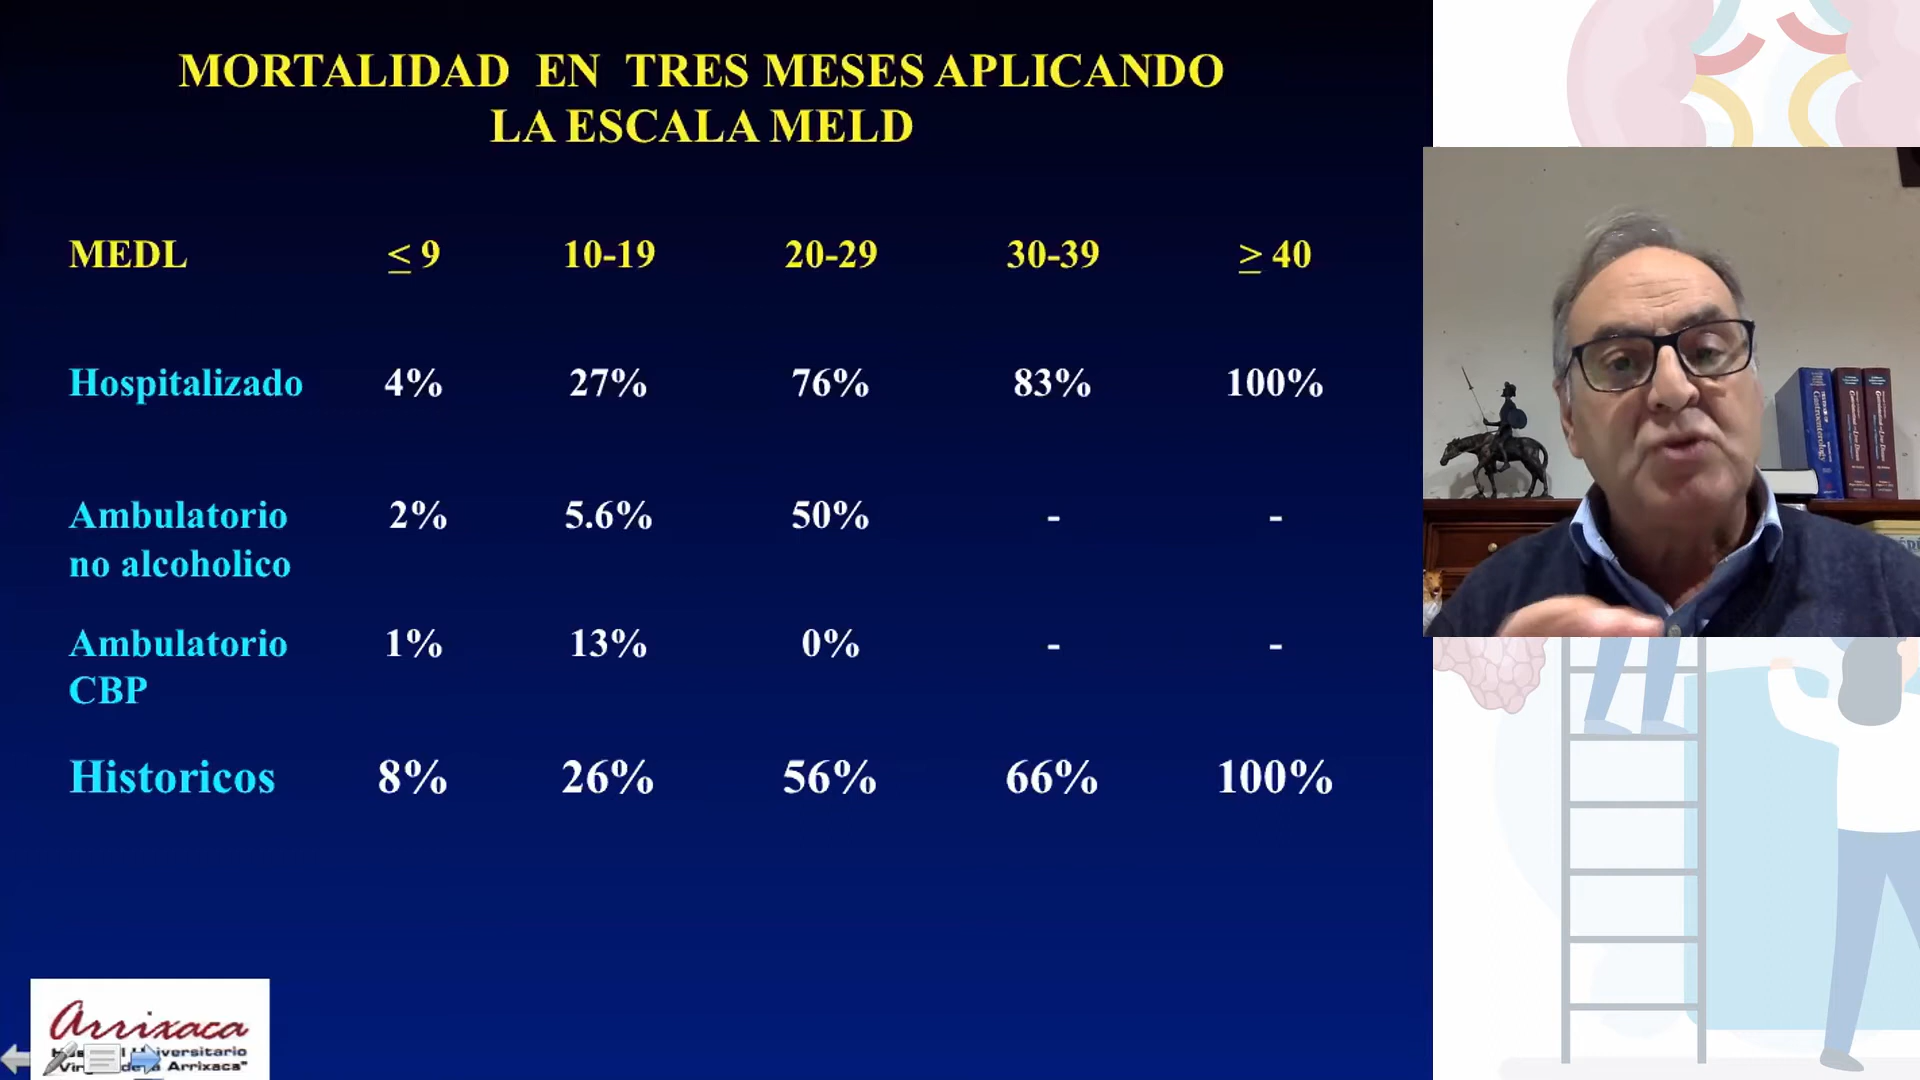 MORTALIDAD EN TRES MESES APLICANDO
LA ESCALA MELD
MEDL ≤ 9 10-19 20-29 30-39 ≥ 40
Hospitalizado 4% 27% 76% 83% 100%
Ambulatorio 2% 5.6% 50% - -
no alcoholico
Ambulatorio 1% 13% 0% - -
CBP
Historicos 8% 26% 56% 66% 100%
Arrixaca
Universitario
Arrixaca"
Gastroenterology